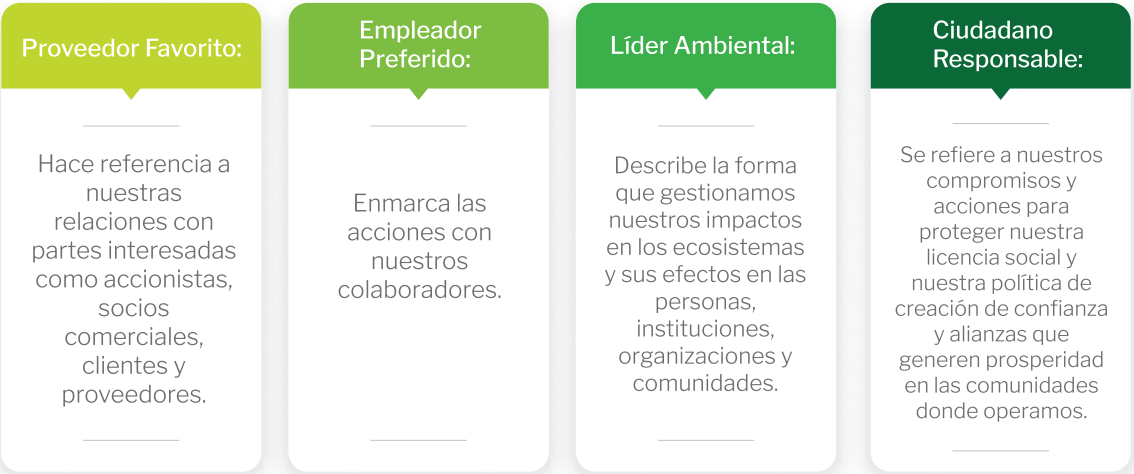 Proveedor Favorito:
Hace referencia a
nuestras
relaciones con
partes interesadas
como accionistas,
socios
comerciales,
clientes y
proveedores.
Empleador
Preferido:
Enmarca las
acciones con
nuestros
colaboradores.
Líder Ambiental:
Describe la forma
que gestionamos
nuestros impactos
en los ecosistemas
y sus efectos en las
personas,
instituciones,
organizaciones y
comunidades.
Ciudadano
Responsable:
Se refiere a nuestros
compromisos y
acciones para
proteger nuestra
licencia social y
nuestra política de
creación de confianza
y alianzas que
generen prosperidad
en las comunidades
donde operamos.